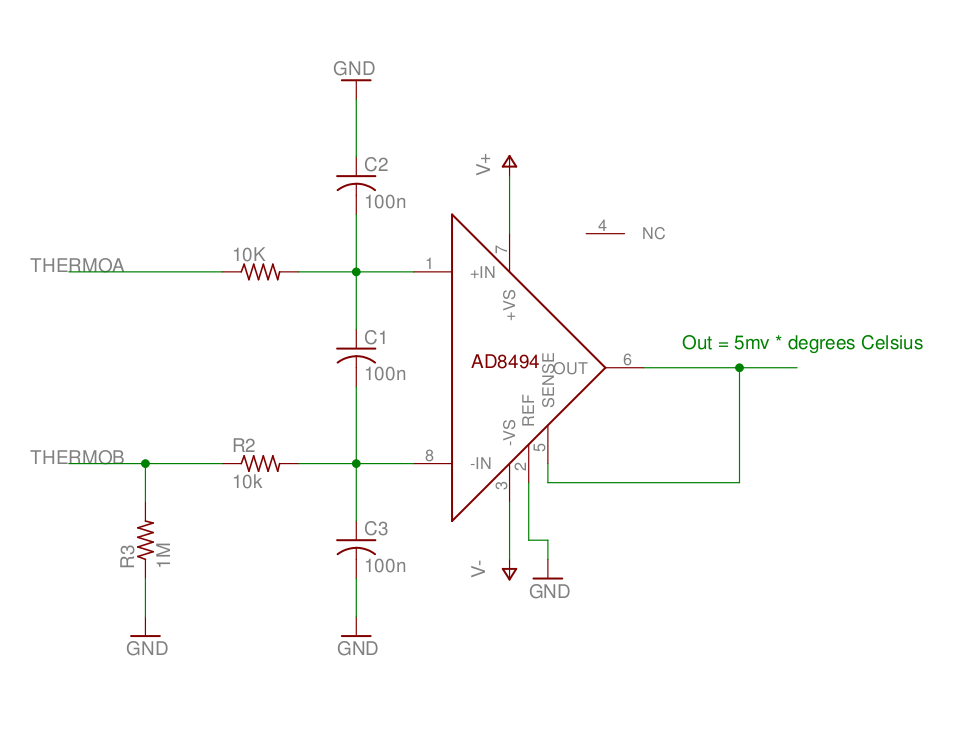 GND
C2
100n
V+
4
NC
7
10K
THERMOA
1
+IN
+VS
C1
100n
AD8494
OUT
SENSE
6
Out = 5mv * degrees Celsius
REF
-VS
R2
10k
THERMOB
8
-IN
5
2
3
C3
100n
R3
1M
V-
GND
GND
GND